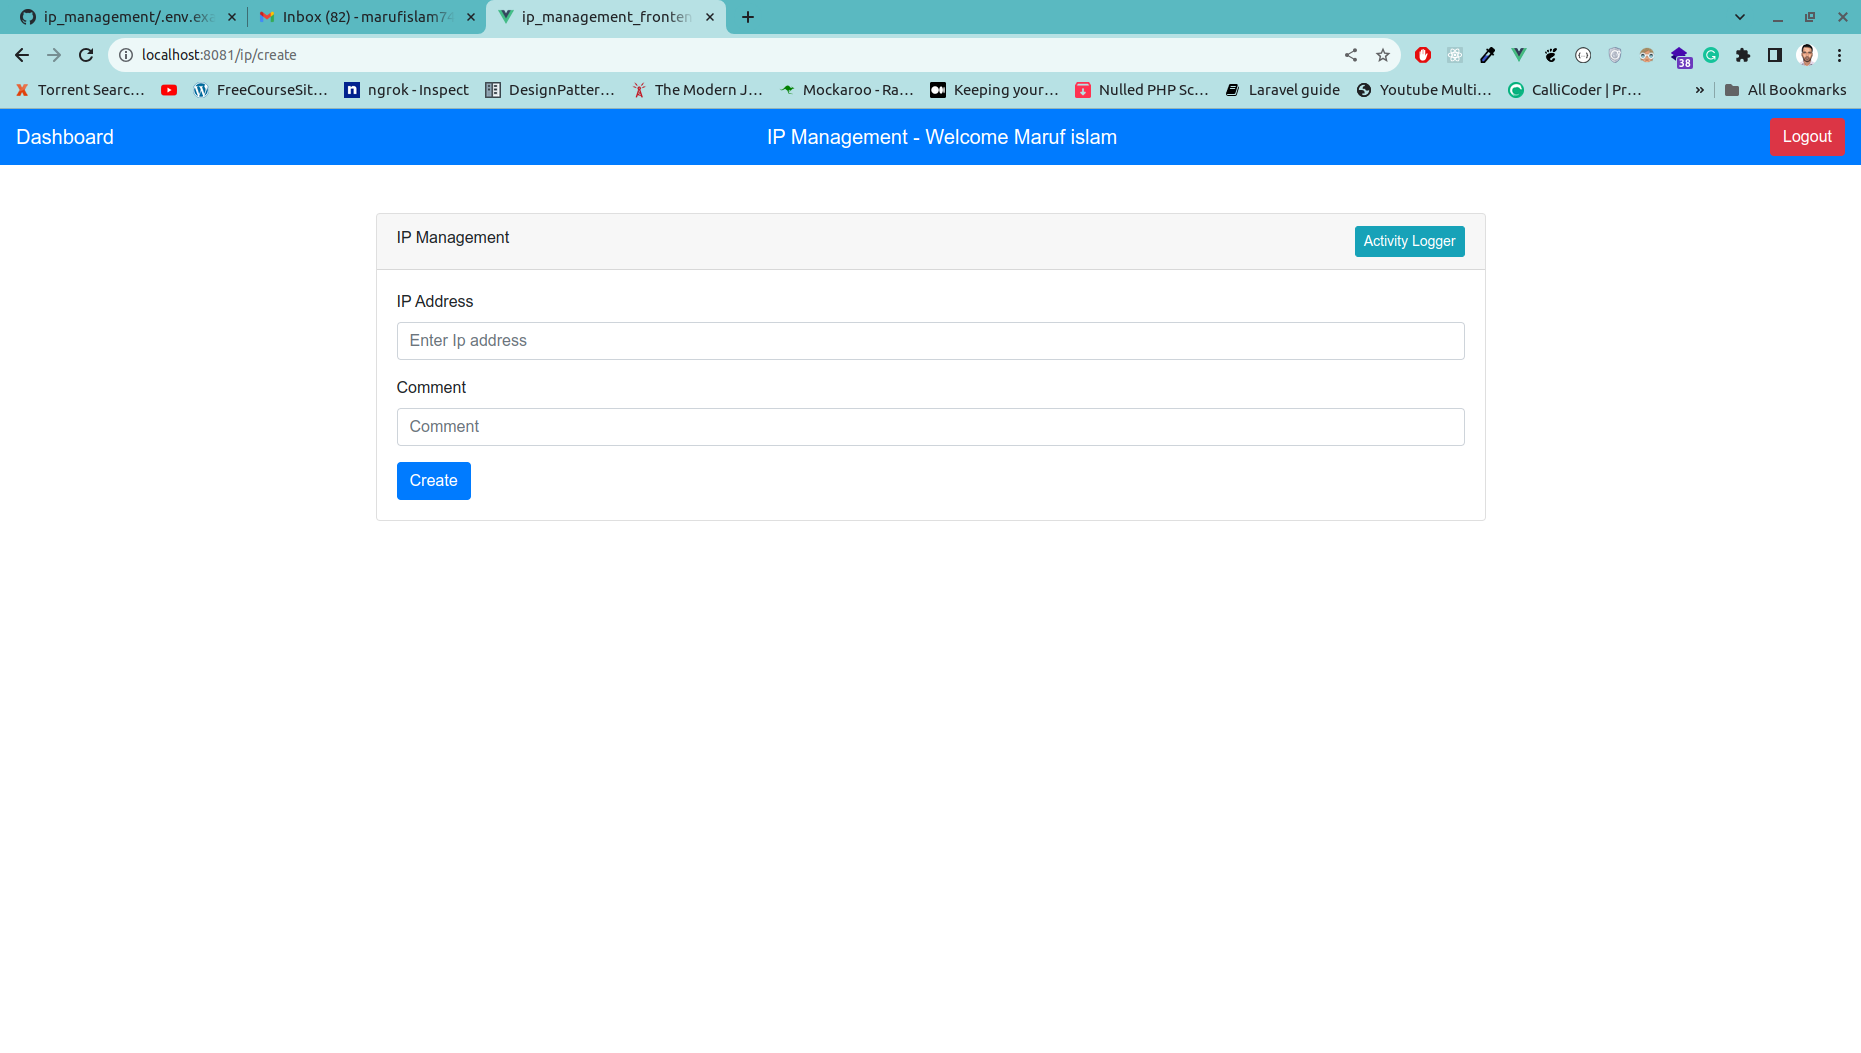 ip_management/.env.exa
Inbox (82) - marufislam74
ip_management_fronten
localhost:8081/ip/create
38
Torrent Searc...
FreeCourseSit...
ngrok - Inspect
DesignPatter...
The Modern J...
Mockaroo - Ra...
Keeping your...
Nulled PHP Sc...
Laravel guide
Youtube Multi...
CalliCoder | Pr...
» All Bookmarks
Dashboard
IP Management - Welcome Maruf islam
Logout
IP Management
Activity Logger
IP Address
Enter Ip address
Comment
Comment
Create